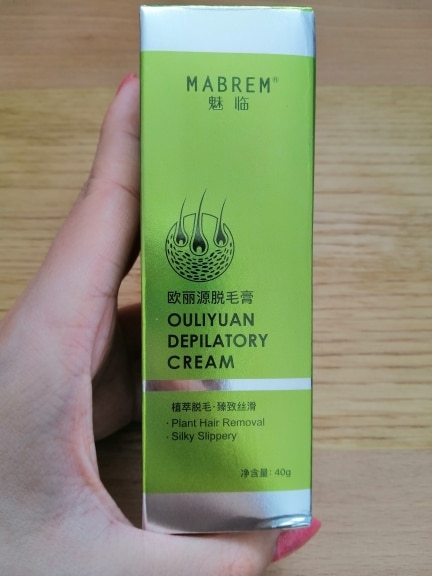 MABREM®
魅临
欧丽源脱毛膏
OULIYUAN
DEPILATORY
CREAM
植萃脱毛·臻致丝滑
· Plant Hair Removal
· Silky Slippery
净含量: 40g